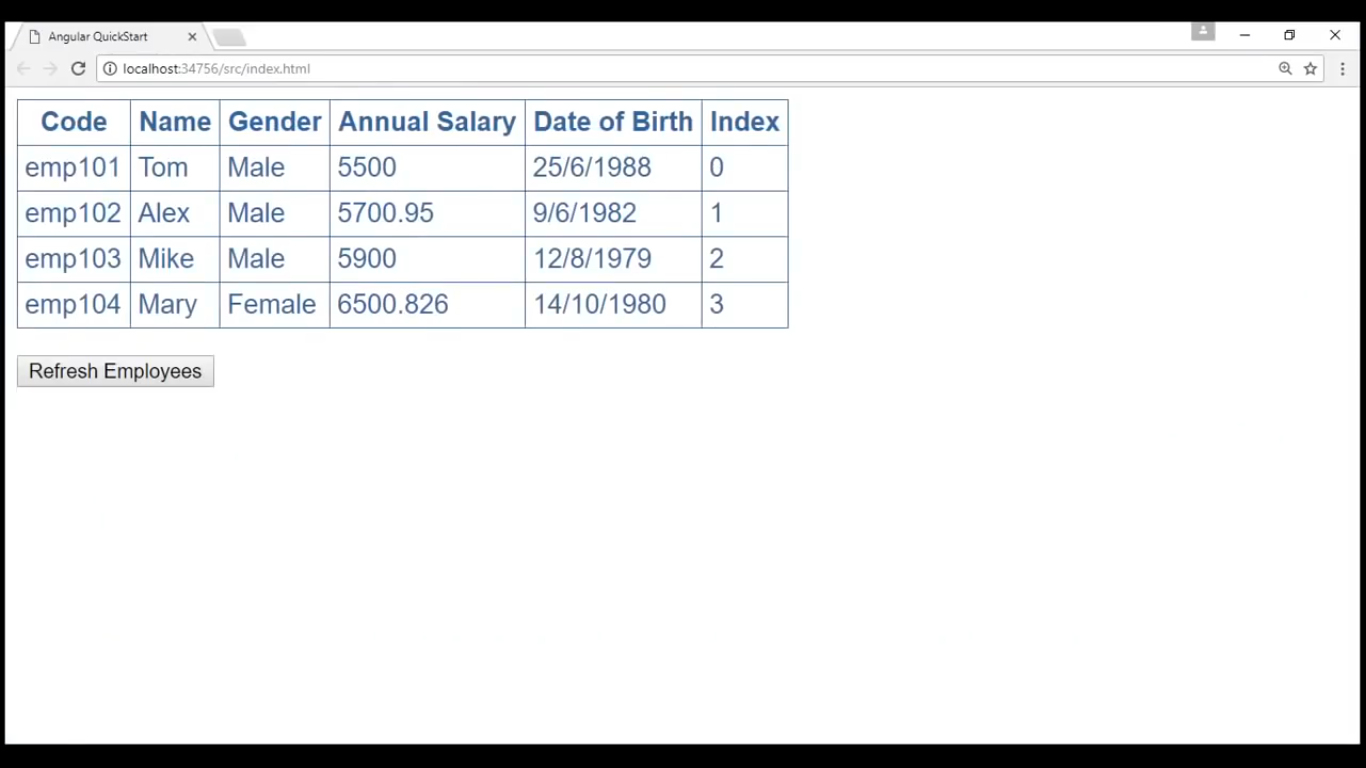 Angular QuickStart
localhost:34756/src/index.html
Code Name Gender Annual Salary Date of Birth Index
emp101 Tom Male 5500 25/6/1988 0
emp102 Alex Male 5700.95 9/6/1982 1
emp103 Mike Male 5900 12/8/1979 2
emp104 Mary Female 6500.826 14/10/1980 3
Refresh Employees